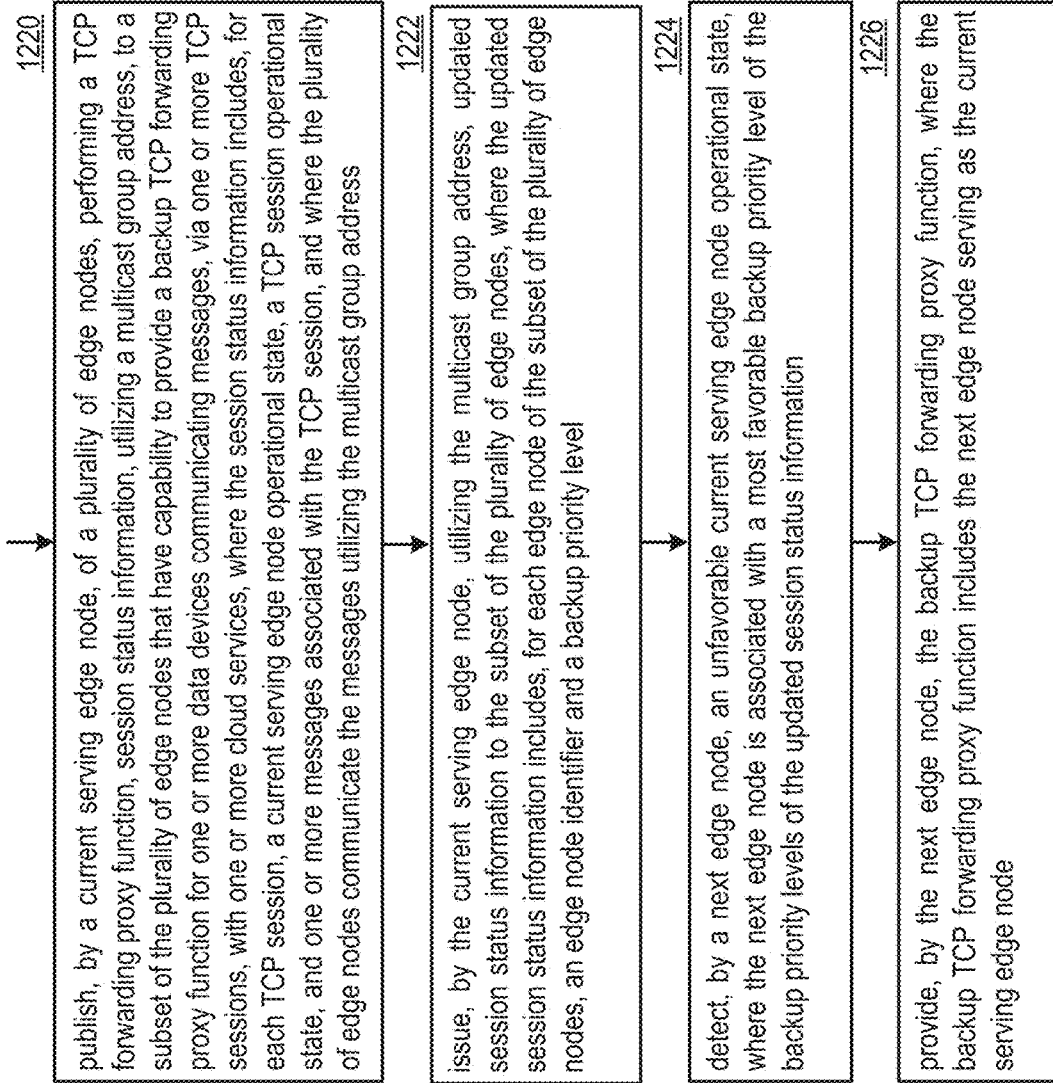 1220
publish, by a current serving edge node, of a plurality of edge nodes, performing a TCP
forwarding proxy function, session status information, utilizing a multicast group address, to a
subset of the plurality of edge nodes that have capability to provide a backup TCP forwarding
proxy function for one or more data devices communicating messages, via one or more TCP
sessions, with one or more cloud services, where the session status information includes, for
each TCP session, a current serving edge node operational state, a TCP session operational
state, and one or more messages associated with the TCP session, and where the plurality
of edge nodes communicate the messages utilizing the multicast group address
1222
issue, by the current serving edge node, utilizing the multicast group address, updated
session status information to the subset of the plurality of edge nodes, where the updated
session status information includes, for each edge node of the subset of the plurality of edge
nodes, an edge node identifier and a backup priority level
1224
detect, by a next edge node, an unfavorable current serving edge node operational state,
where the next edge node is associated with a most favorable backup priority level of the
backup priority levels of the updated session status information
1226
provide, by the next edge node, the backup TCP forwarding proxy function, where the
backup TCP forwarding proxy function includes the next edge node serving as the current
serving edge node